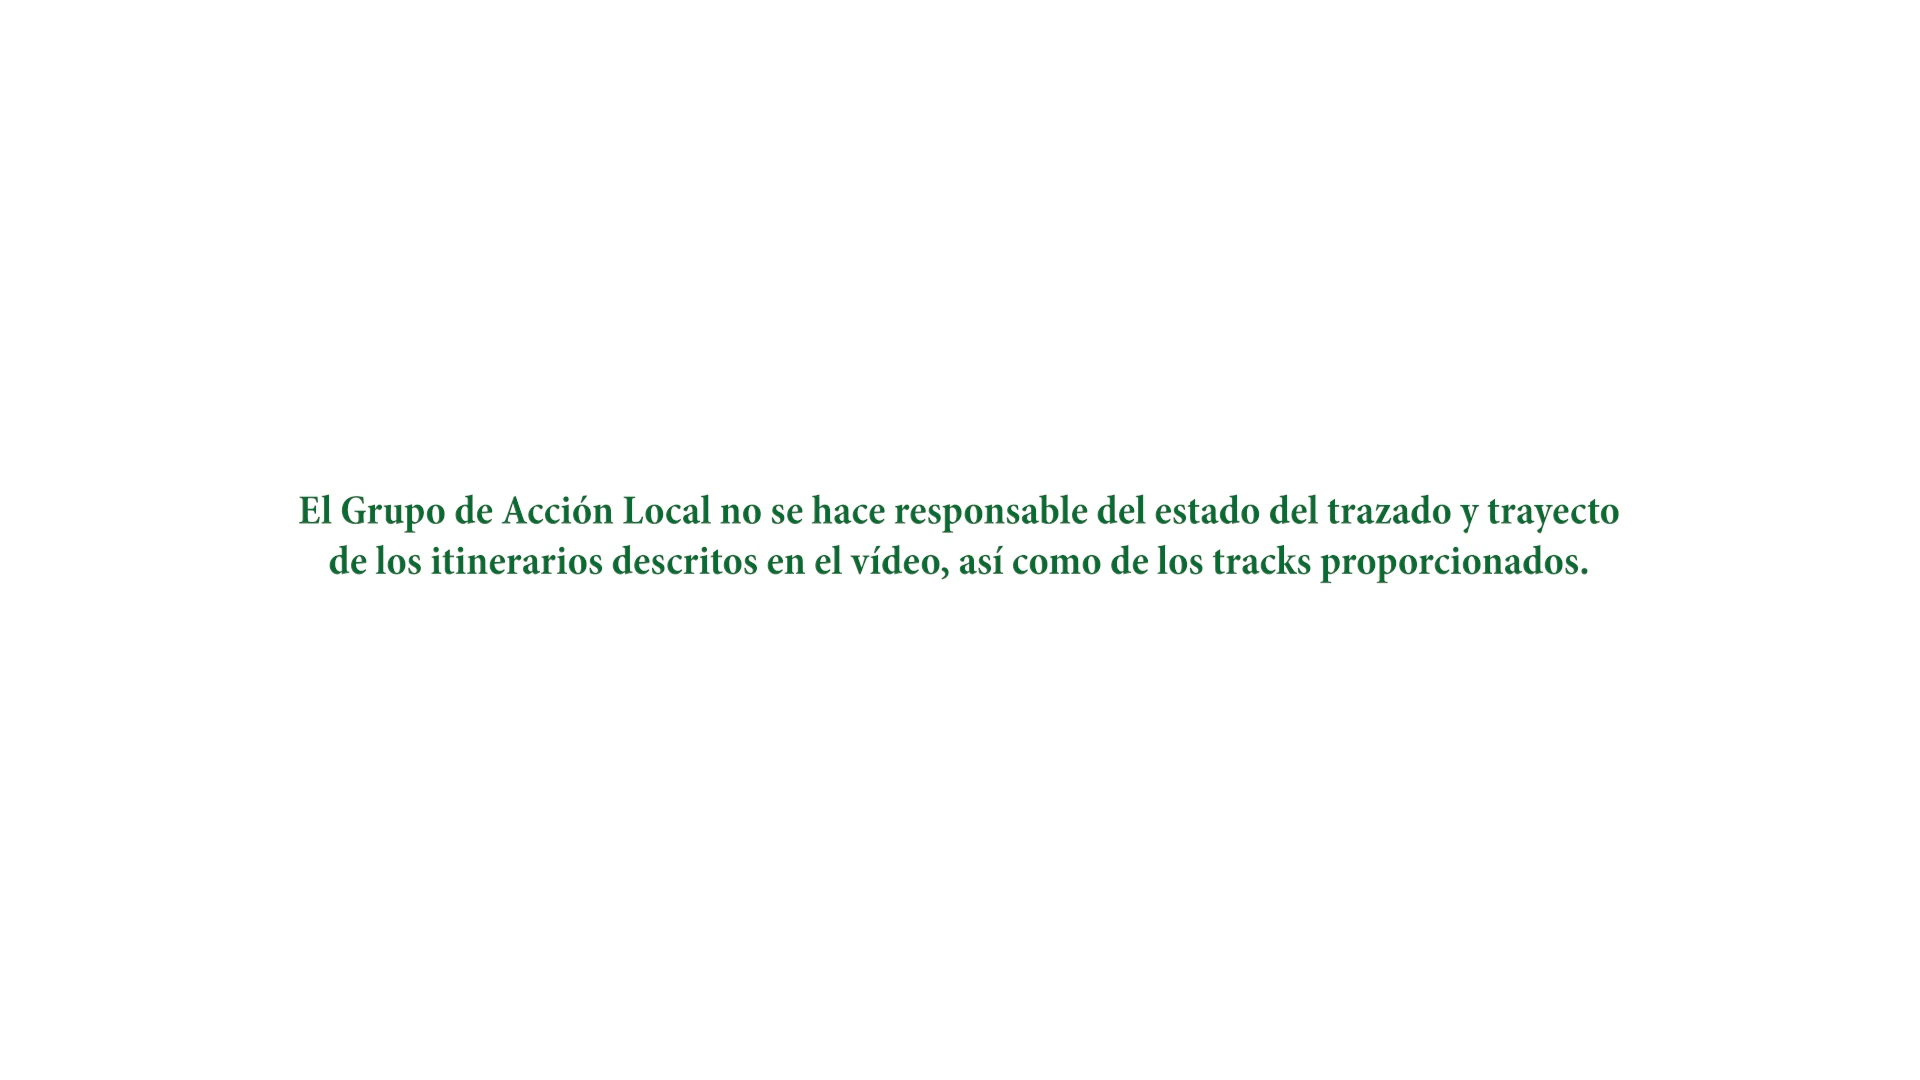 El Grupo de Acción Local no se hace responsable del estado del trazado y trayecto
de los itinerarios descritos en el vídeo, así como de los tracks proporcionados.